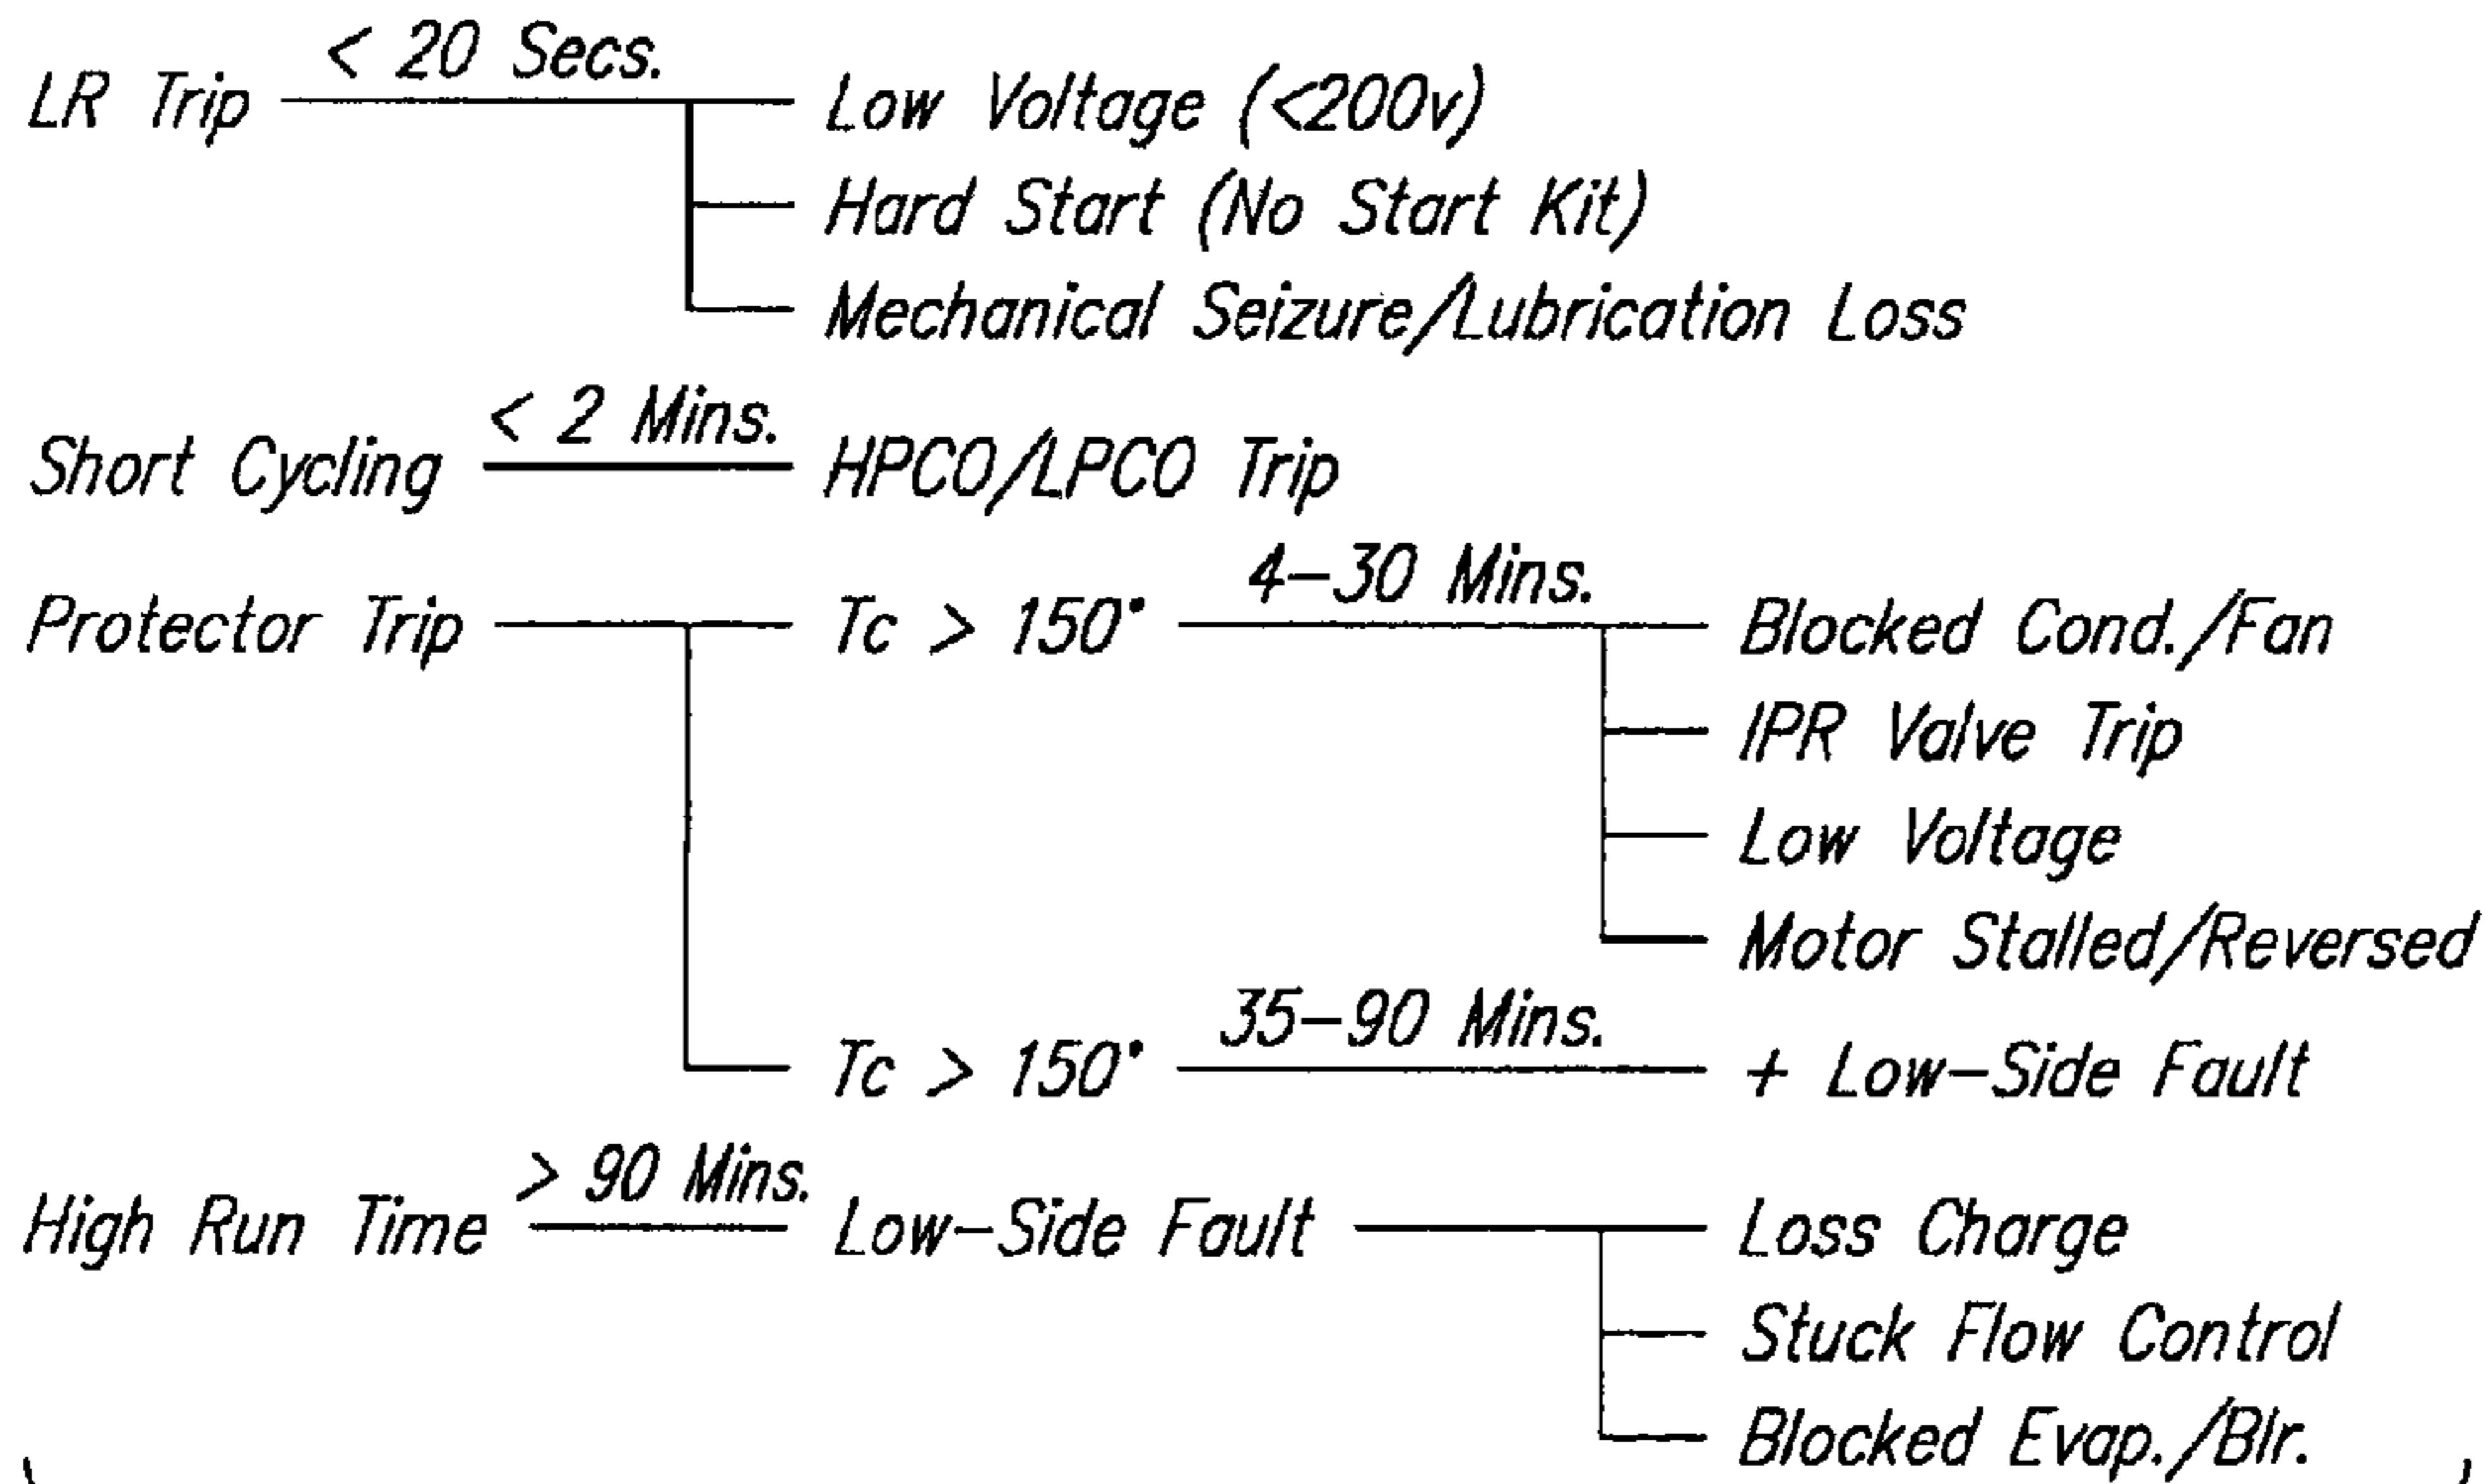 < 20 Secs.
LR Trip Low Voltage (<200v)
Hard Start (No Start Kit)
Mechanical Seizure/Lubrication Loss
< 2 Mins.
Short Cycling HPCO/LPCO Trip
4-30 Mins.
Protector Trip Tc > 150° Blocked Cond./Fan
IPR Valve Trip
Low Voltage
Motor Stalled/Reversed
35-90 Mins.
Tc > 150° + Low-Side Fault
> 90 Mins.
High Run Time Low-Side Fault Loss Charge
Stuck Flow Control
Blocked Evap./Blr.